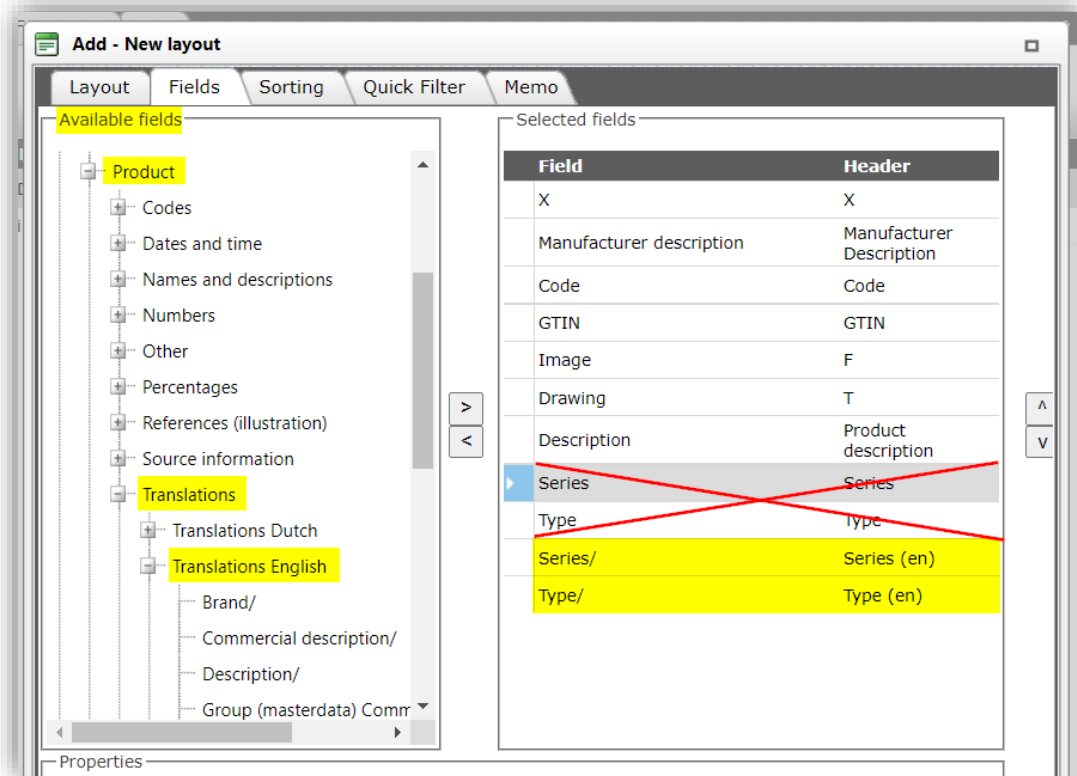 Add - New layout
Layout Fields Sorting Quick Filter Memo
Available fields
Product
Codes
Dates and time
Names and descriptions
Numbers
Other
Percentages
References (illustration)
Source information
Translations
Translations Dutch
Translations English
Brand/
Commercial description/
Description/
Group (masterdata) Comm
>
<
Selected fields
Field Header
X X
Manufacturer description Manufacturer
Description
Code Code
GTIN GTIN
Image F
Drawing T
Description Product
description
Series Series
Type Type
Series/ Series (en)
Type/ Type (en)
^
v
Properties